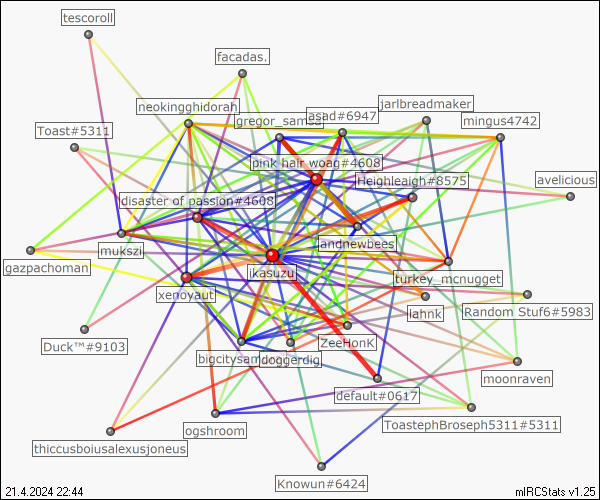 tescoroll
facadas.
neokingghidorah
gregor_samsa
asad#6947
jarlbreadmaker
mingus4742
Toast#5311
pink hair woag#4608
Heighleaigh#8575
avelicious
disaster of passion#4608
mukszi
andnewbees
gazpachoman
ikasuzu
turkey_mcnugget
xenoyaut
lahnk
Random Stuf6#5983
Duck™#9103
ZeeHonK
bigcitysam
doggerdig
moonraven
default#0617
ToastephBroseph5311#5311
ogshroom
thiccusboiusalexusjoneus
Knowun#6424
21.4.2024 22:44
mIRCStats v1.25